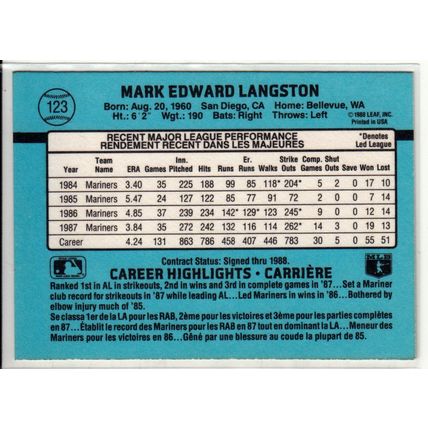 123
MARK EDWARD LANGSTON
Born: Aug. 20, 1960 San Diego, CA Home: Bellevue, WA
Ht.: 6'2" Wgt.: 190 Bats: Right Throws: Left
© 1988 LEAF, INC.
Printed in USA
RECENT MAJOR LEAGUE PERFORMANCE
RENDEMENT RECENT DANS LES MAJEURES
*Denotes
Led League
Year Team Name ERA Games Inn. Pitched Hits Runs Earn. Runs Walks Strike Outs Comp. Games Shut Outs Save Won Lost
1984 Mariners 3.40 35 225 188 99 85 118* 204* 5 2 0 17 10
1985 Mariners 5.47 24 127 122 85 77 91 72 2 0 0 7 14
1986 Mariners 4.85 37 239 234 142* 129* 123 245* 9 0 0 12 14
1987 Mariners 3.84 35 272 242 132 116 114 262* 14 3 0 19 13
Career 4.24 131 863 786 458 407 446 783 30 5 0 55 51
Contract Status: Signed thru 1988.
CAREER HIGHLIGHTS • CARRIÈRE
Ranked 1st in AL in strikeouts, 2nd in wins & 3rd in complete games in '87...Set a Mariner
club record for strikeouts in '87 while leading AL...Led Mariners in wins in '86...Bothered by
elbow injury much of '85.
Se classa 1er de la LA pour les RAB, 2ième pour les victoires et 3ème pour les parties complètes
en 87...Établit le record des Mariners pour les RAB en 87 tout en dominant la LA...Meneur des
Mariners pour les victoires en 86...Gêné par une blessure au coude la plupart de 85.